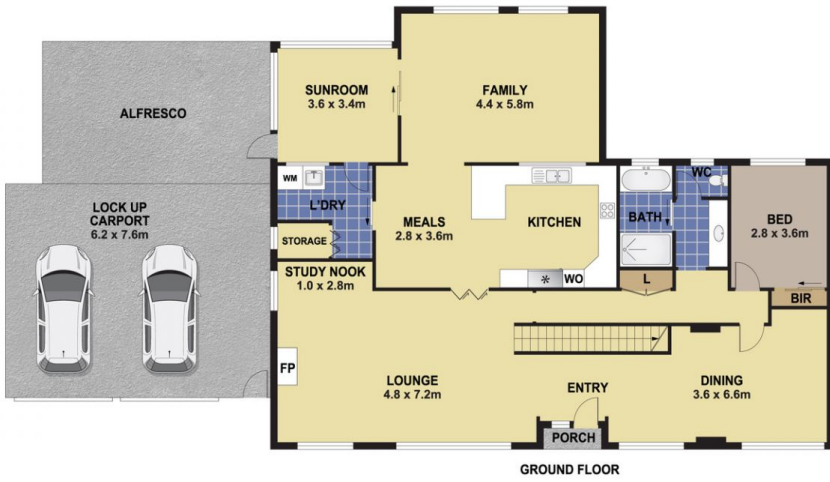 SUNROOM
3.6 x 3.4m
FAMILY
4.4 x 5.8m
ALFRESCO
WM
L'DRY
STORAGE
LOCK UP
CARPORT
6.2 x 7.6m
MEALS
2.8 x 3.6m
KITCHEN
WO
BATH
WC
BED
2.8 x 3.6m
L
BIR
STUDY NOOK
1.0 x 2.8m
FP
LOUNGE
4.8 x 7.2m
ENTRY
DINING
3.6 x 6.6m
PORCH
GROUND FLOOR